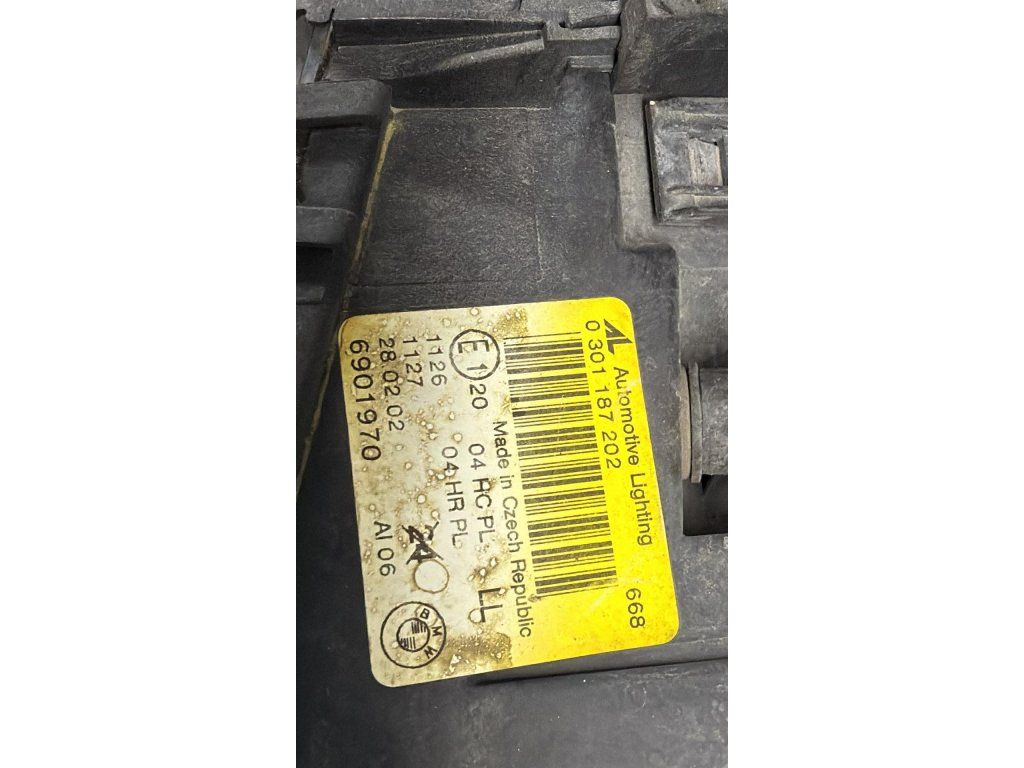 AL Automotive Lighting 668
0 301 187 202
Made in Czech Republic
E1 20 04 HC PL LL
1126 04 HR PL
1127
28.02.02
6901970 AI 06
BMW